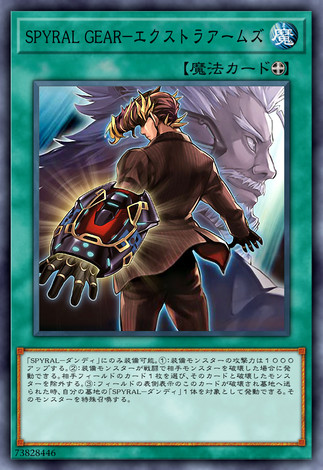 SPYRAL GEAR－エクストラアームズ
魔
【魔法カード】
「SPYRAL－ダンディ」にのみ装備可能。①：装備モンスターの攻撃力は１０００
アップする。②：装備モンスターが戦闘で相手モンスターを破壊した場合に発
動できる。相手フィールドのカード１枚を選び、そのカードと破壊したモンス
ターを除外する。③：フィールドの表側表示のこのカードが破壊され墓地へ送
られた時、自分の墓地の「SPYRAL－ダンディ」１体を対象として発動できる。そ
のモンスターを特殊召喚する。
73828446